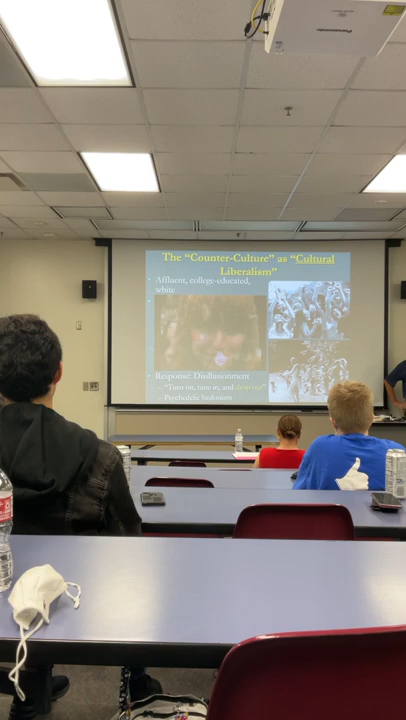 Panasonic
The "Counter-Culture" as "Cultural
Liberalism"
• Affluent, college-educated,
white
• Response: Disillusionment
– "Turn on, tune in, and drop out"
– Psychedelic hedonism